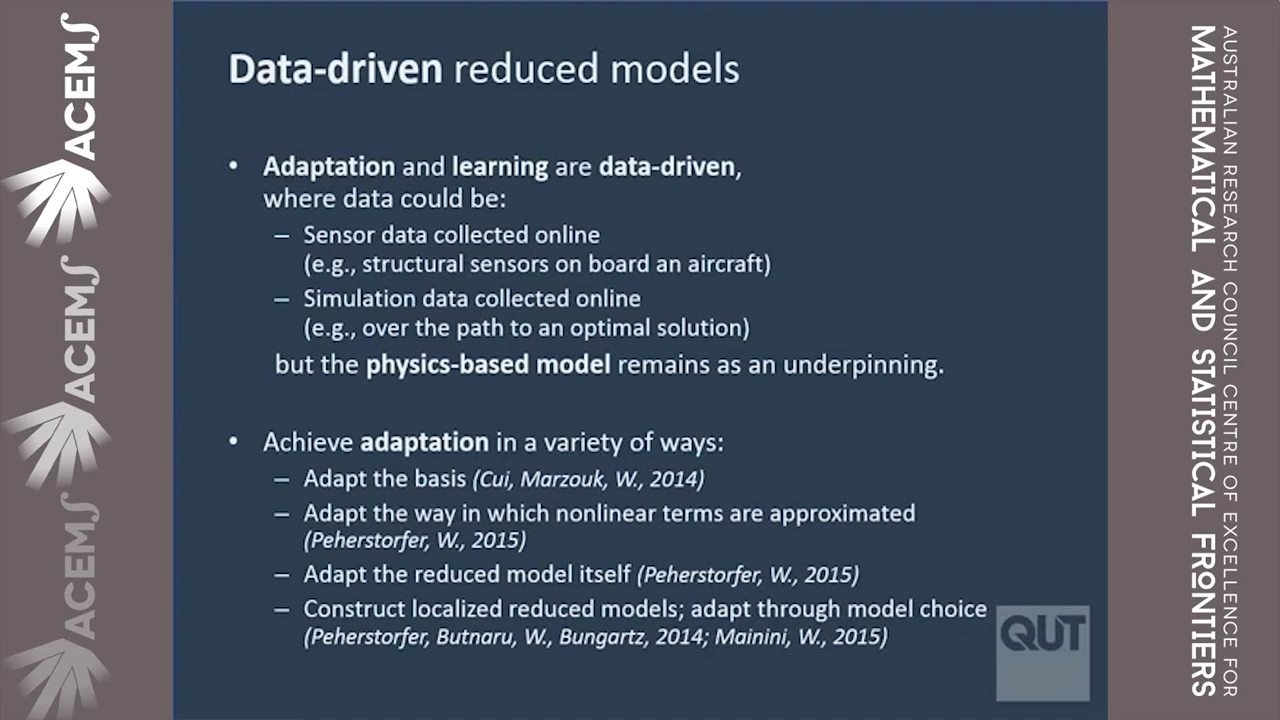 ACEMS
ACEMS
ACEMS
Data-driven reduced models
• Adaptation and learning are data-driven,
where data could be:
– Sensor data collected online
(e.g., structural sensors on board an aircraft)
– Simulation data collected online
(e.g., over the path to an optimal solution)
but the physics-based model remains as an underpinning.
• Achieve adaptation in a variety of ways:
– Adapt the basis (Cui, Marzouk, W., 2014)
– Adapt the way in which nonlinear terms are approximated
(Peherstorfer, W., 2015)
– Adapt the reduced model itself (Peherstorfer, W., 2015)
– Construct localized reduced models; adapt through model choice
(Peherstorfer, Butnaru, W., Bungartz, 2014; Mainini, W., 2015)
QUT
AUSTRALIAN RESEARCH COUNCIL CENTRE OF EXCELLENCE FOR
MATHEMATICAL AND STATISTICAL FRONTIERS